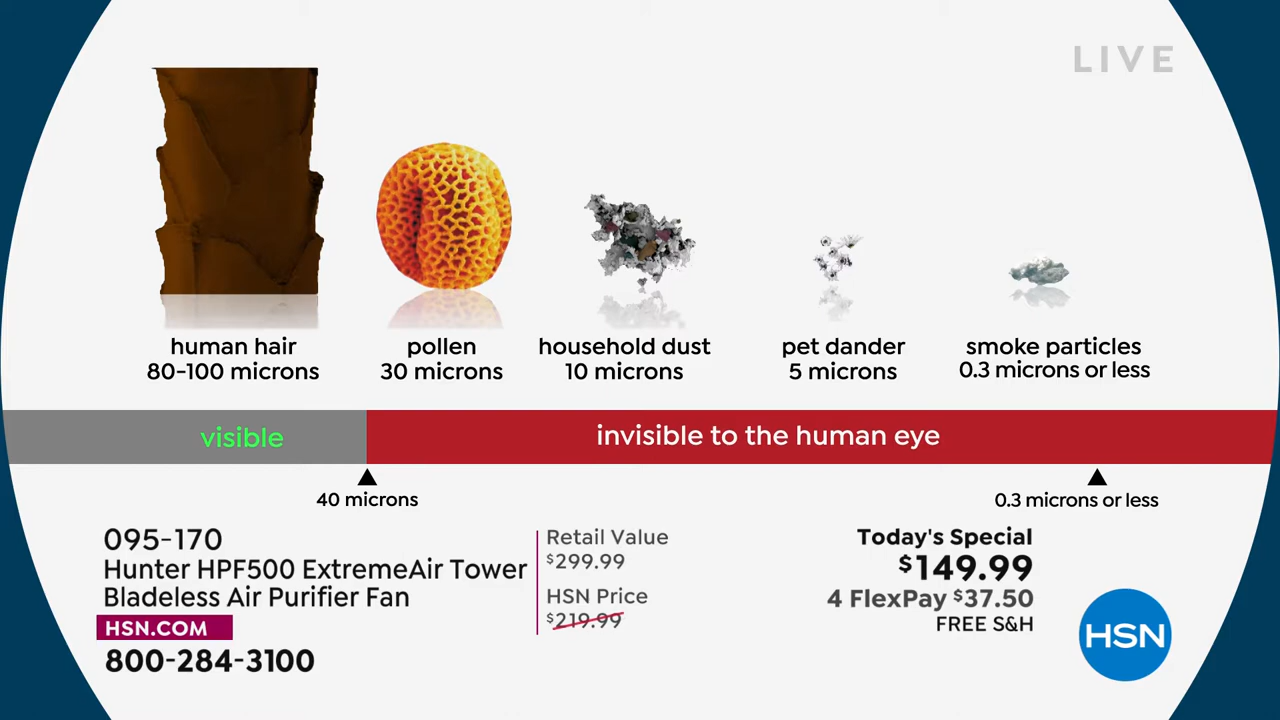 LIVE
human hair
80-100 microns
pollen
30 microns
household dust
10 microns
pet dander
5 microns
smoke particles
0.3 microns or less
visible
invisible to the human eye
40 microns
0.3 microns or less
095-170
Hunter HPF500 ExtremeAir Tower
Bladeless Air Purifier Fan
HSN.COM
800-284-3100
Retail Value
$299.99
HSN Price
$219.99
Today's Special
$149.99
4 FlexPay $37.50
FREE S&H
HSN